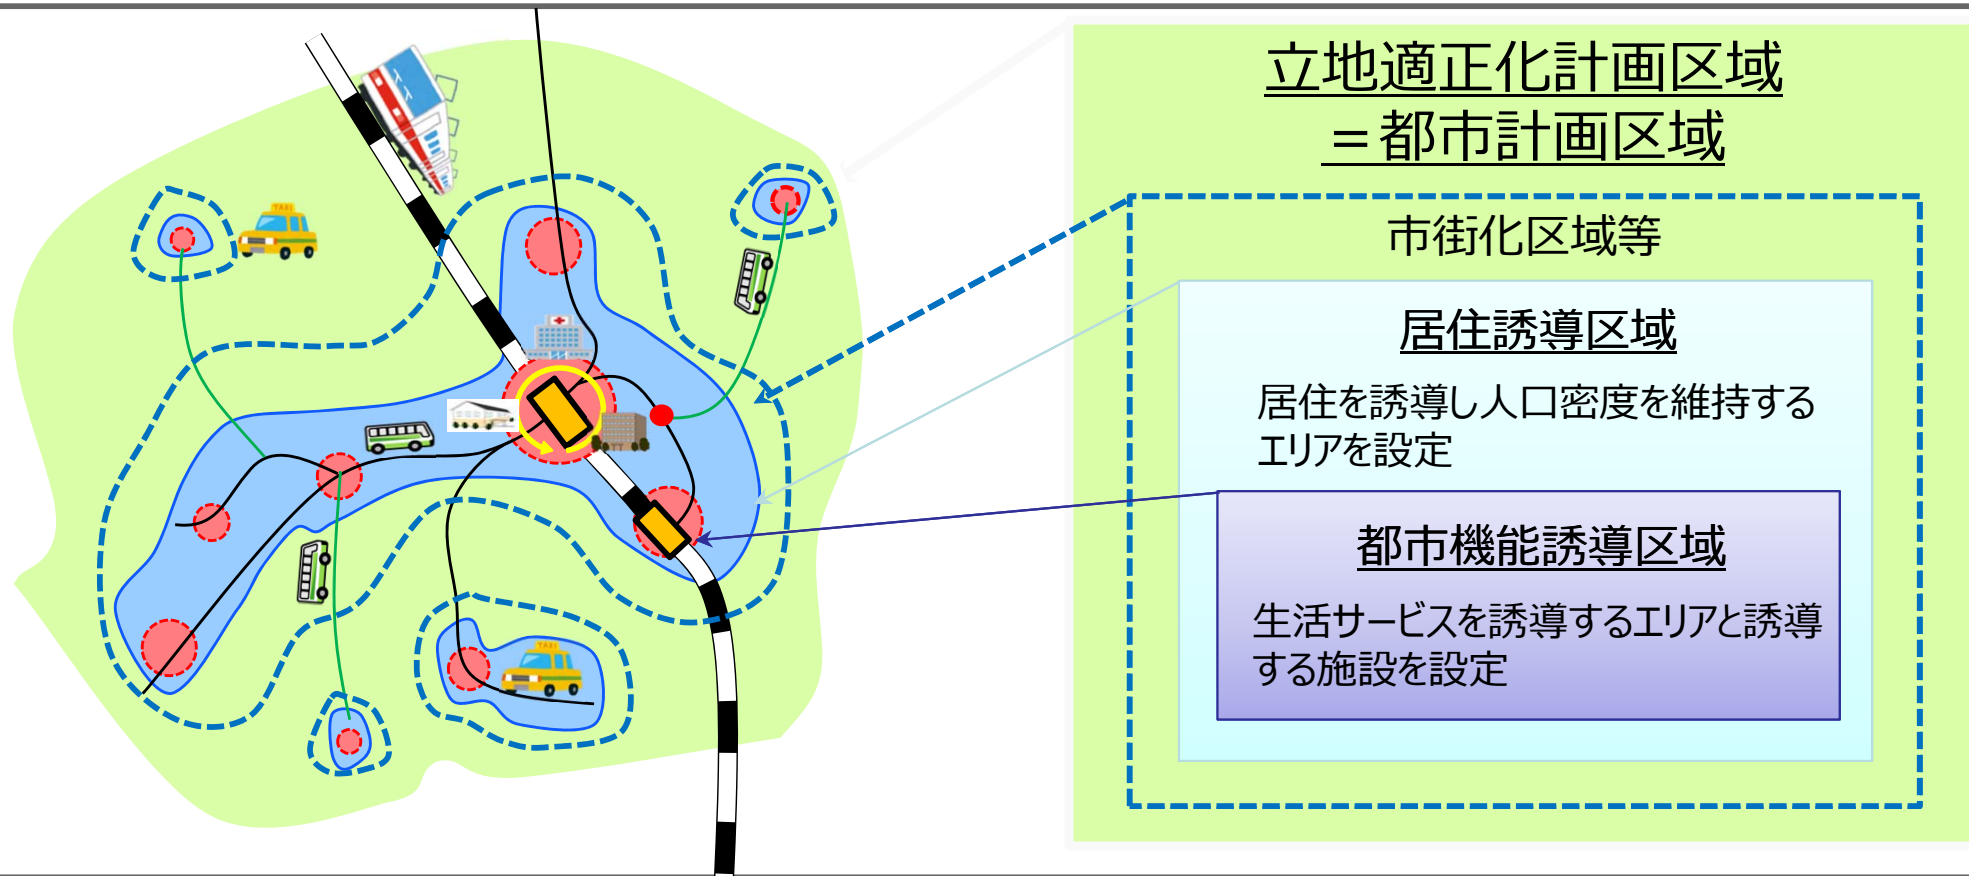 立地適正化計画区域
＝都市計画区域
市街化区域等
居住誘導区域
居住を誘導し人口密度を維持する
エリアを設定
都市機能誘導区域
生活サービスを誘導するエリアと誘導
する施設を設定
TAXI
TAXI